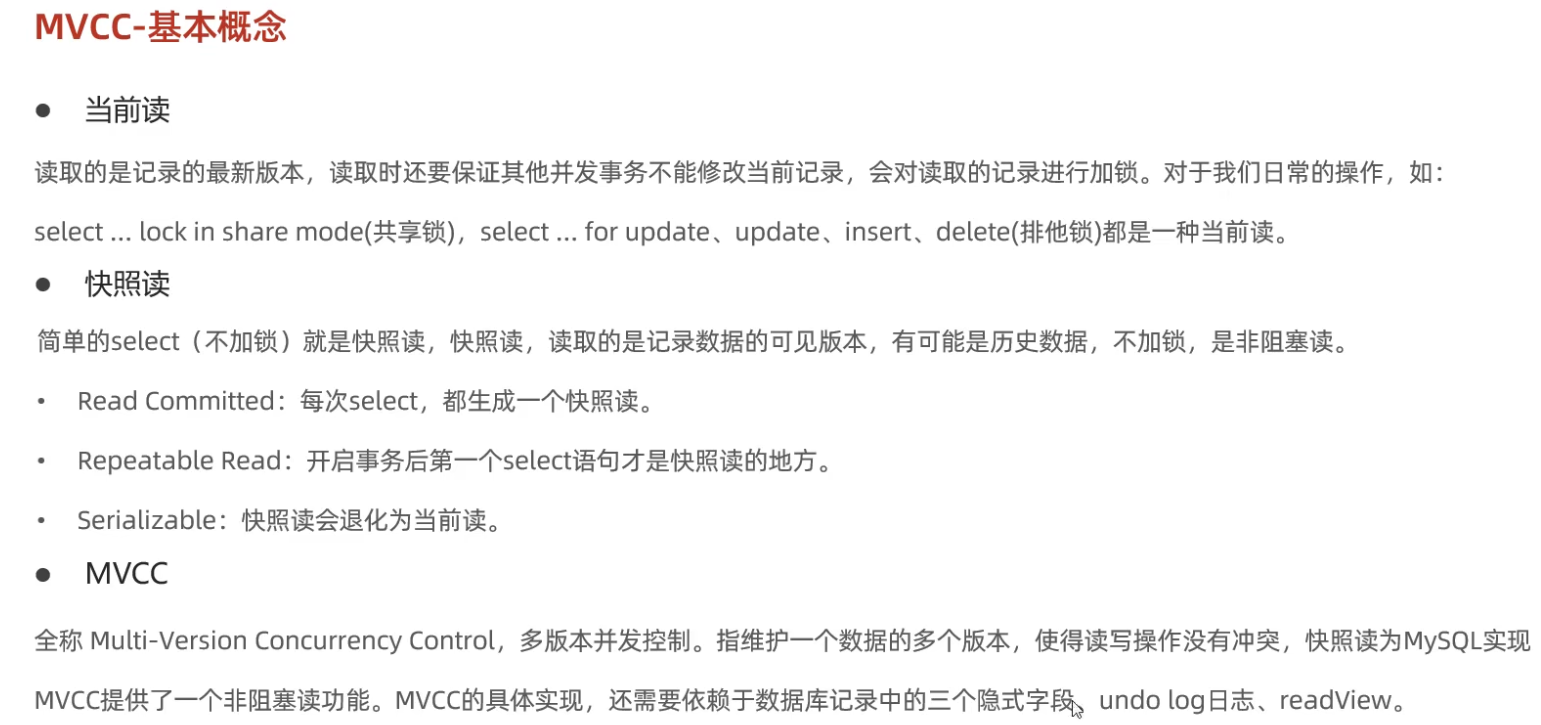 MVCC-基本概念
● 当前读
读取的是记录的最新版本，读取时还要保证其他并发事务不能修改当前记录，会对读取的记录进行加锁。对于我们日常的操作，如：
select ... lock in share mode(共享锁)，select ... for update、update、insert、delete(排他锁)都是一种当前读。
● 快照读
简单的select（不加锁）就是快照读，快照读，读取的是记录数据的可见版本，有可能是历史数据，不加锁，是非阻塞读。
• Read Committed：每次select，都生成一个快照读。
• Repeatable Read：开启事务后第一个select语句才是快照读的地方。
• Serializable：快照读会退化为当前读。
● MVCC
全称 Multi-Version Concurrency Control，多版本并发控制。指维护一个数据的多个版本，使得读写操作没有冲突，快照读为MySQL实现
MVCC提供了一个非阻塞读功能。MVCC的具体实现，还需要依赖于数据库记录中的三个隐式字段、undo log日志、readView。